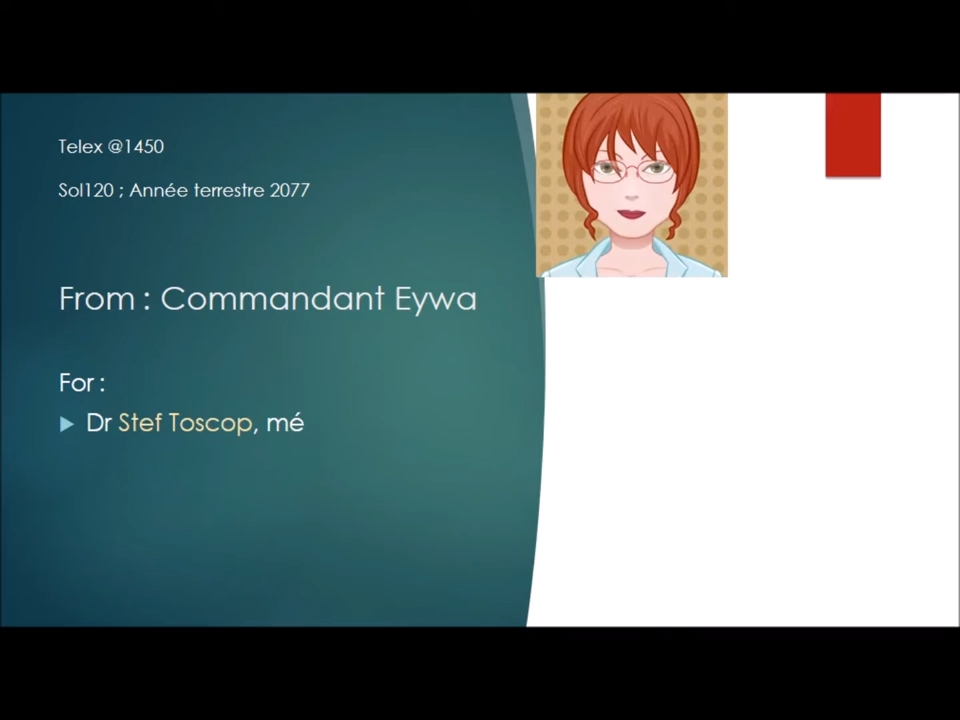 Telex @1450
Sol120 ; Année terrestre 2077
From : Commandant Eywa
For :
Dr Stef Toscop, mé